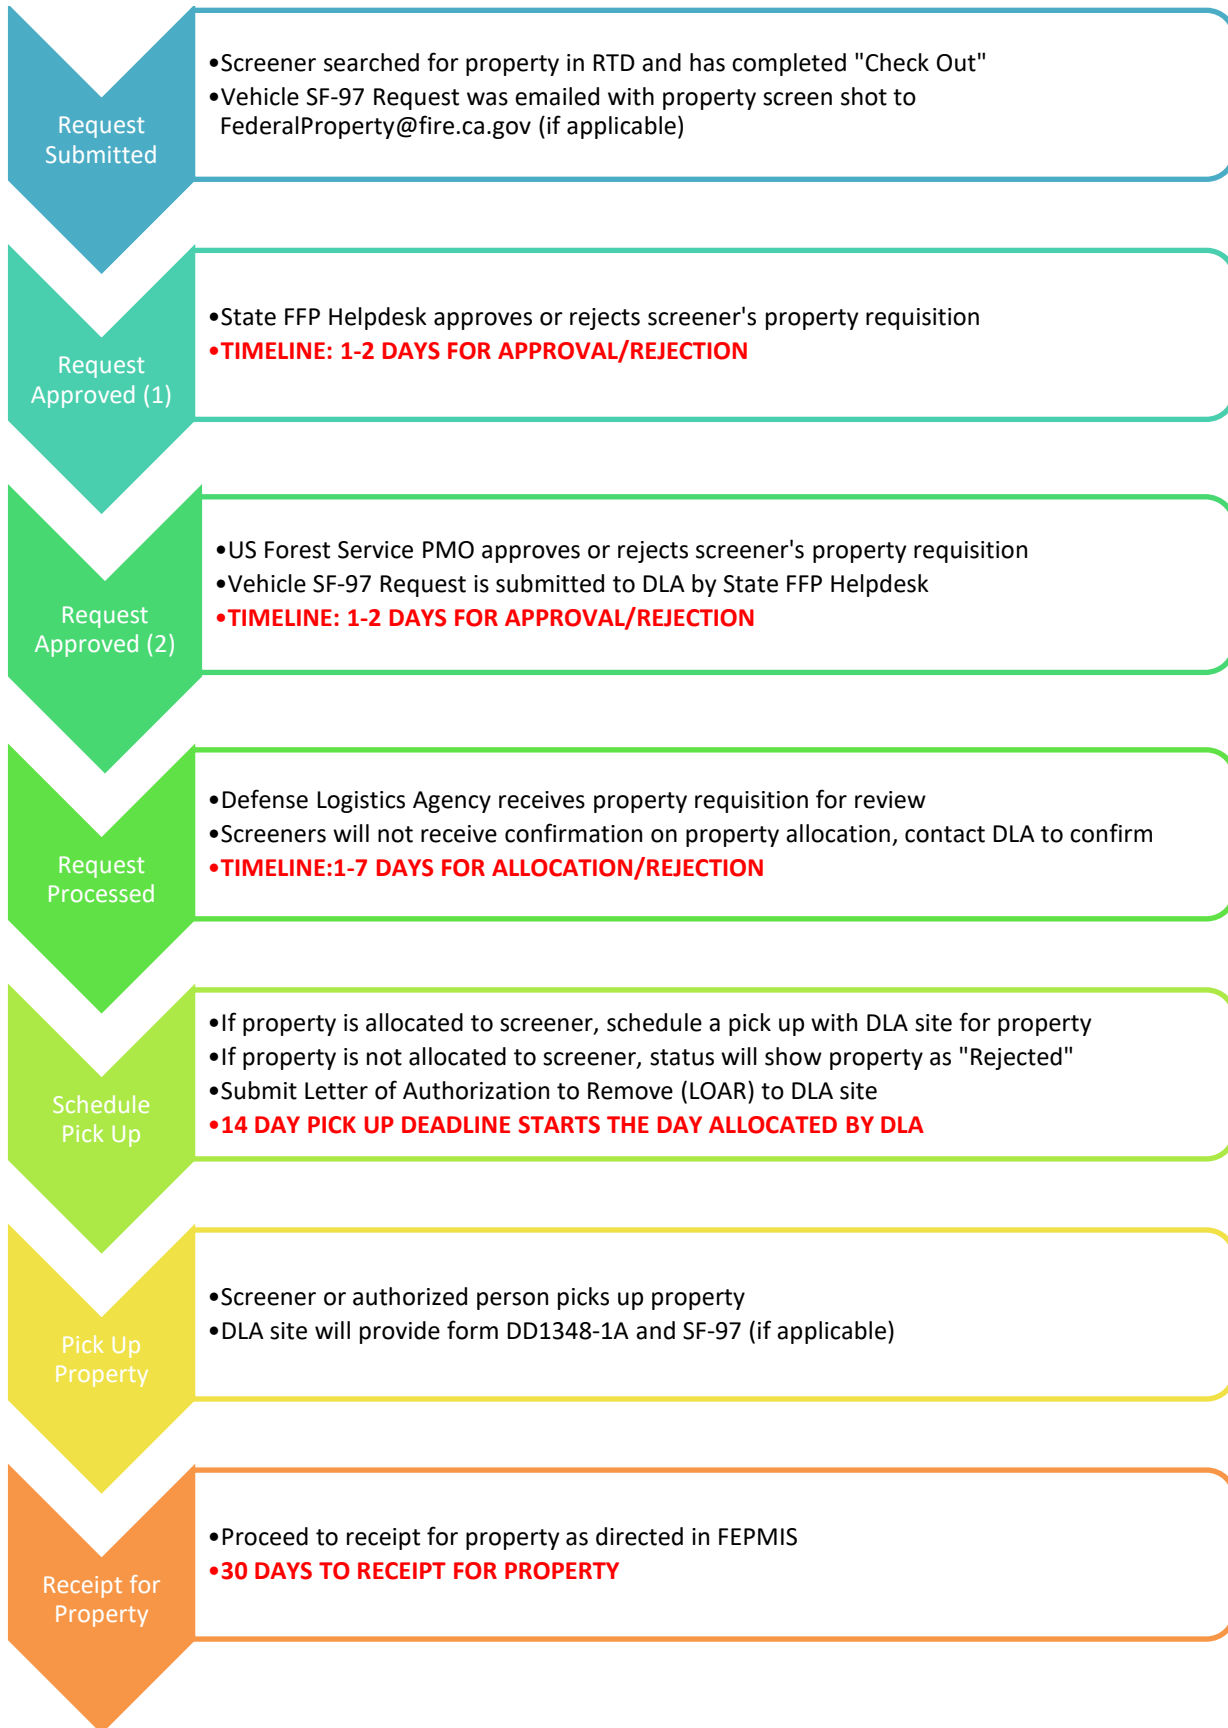 Request
Submitted
•Screener searched for property in RTD and has completed "Check Out"
•Vehicle SF-97 Request was emailed with property screen shot to
FederalProperty@fire.ca.gov (if applicable)
Request
Approved (1)
•State FFP Helpdesk approves or rejects screener's property requisition
•TIMELINE: 1-2 DAYS FOR APPROVAL/REJECTION
Request
Approved (2)
•US Forest Service PMO approves or rejects screener's property requisition
•Vehicle SF-97 Request is submitted to DLA by State FFP Helpdesk
•TIMELINE: 1-2 DAYS FOR APPROVAL/REJECTION
Request
Processed
•Defense Logistics Agency receives property requisition for review
•Screeners will not receive confirmation on property allocation, contact DLA to confirm
•TIMELINE:1-7 DAYS FOR ALLOCATION/REJECTION
Schedule
Pick Up
•If property is allocated to screener, schedule a pick up with DLA site for property
•If property is not allocated to screener, status will show property as "Rejected"
•Submit Letter of Authorization to Remove (LOAR) to DLA site
•14 DAY PICK UP DEADLINE STARTS THE DAY ALLOCATED BY DLA
Pick Up
Property
•Screener or authorized person picks up property
•DLA site will provide form DD1348-1A and SF-97 (if applicable)
Receipt for
Property
•Proceed to receipt for property as directed in FEPMIS
•30 DAYS TO RECEIPT FOR PROPERTY